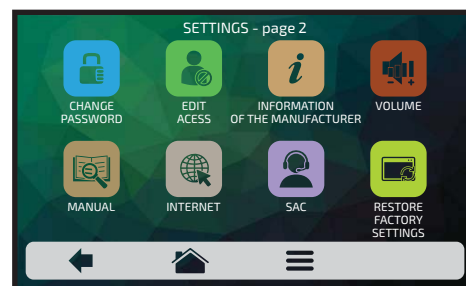 SETTINGS - page 2
CHANGE
PASSWORD
EDIT
ACESS
INFORMATION
OF THE MANUFACTURER
VOLUME
MANUAL
INTERNET
SAC
RESTORE
FACTORY
SETTINGS